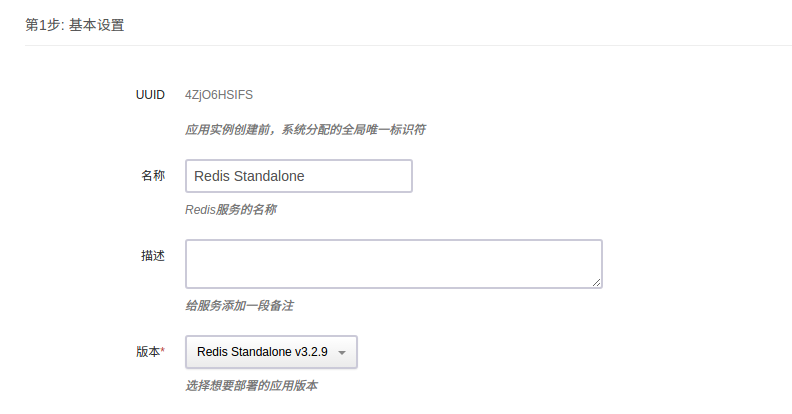 第1步: 基本设置
UUID 4ZjO6HSIFS
应用实例创建前，系统分配的全局唯一标识符
名称 Redis Standalone
Redis服务的名称
描述
给服务添加一段备注
版本* Redis Standalone v3.2.9
选择想要部署的应用版本